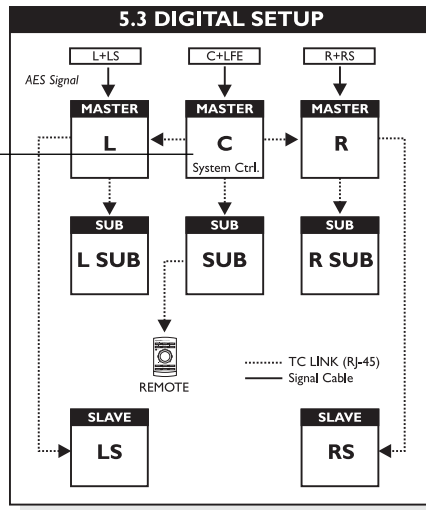 5.3 DIGITAL SETUP
L+LS
C+LFE
R+RS
AES Signal
MASTER
MASTER
MASTER
L
C
R
System Ctrl.
SUB
SUB
SUB
L SUB
SUB
R SUB
TC LINK (RJ-45)
Signal Cable
REMOTE
SLAVE
SLAVE
LS
RS